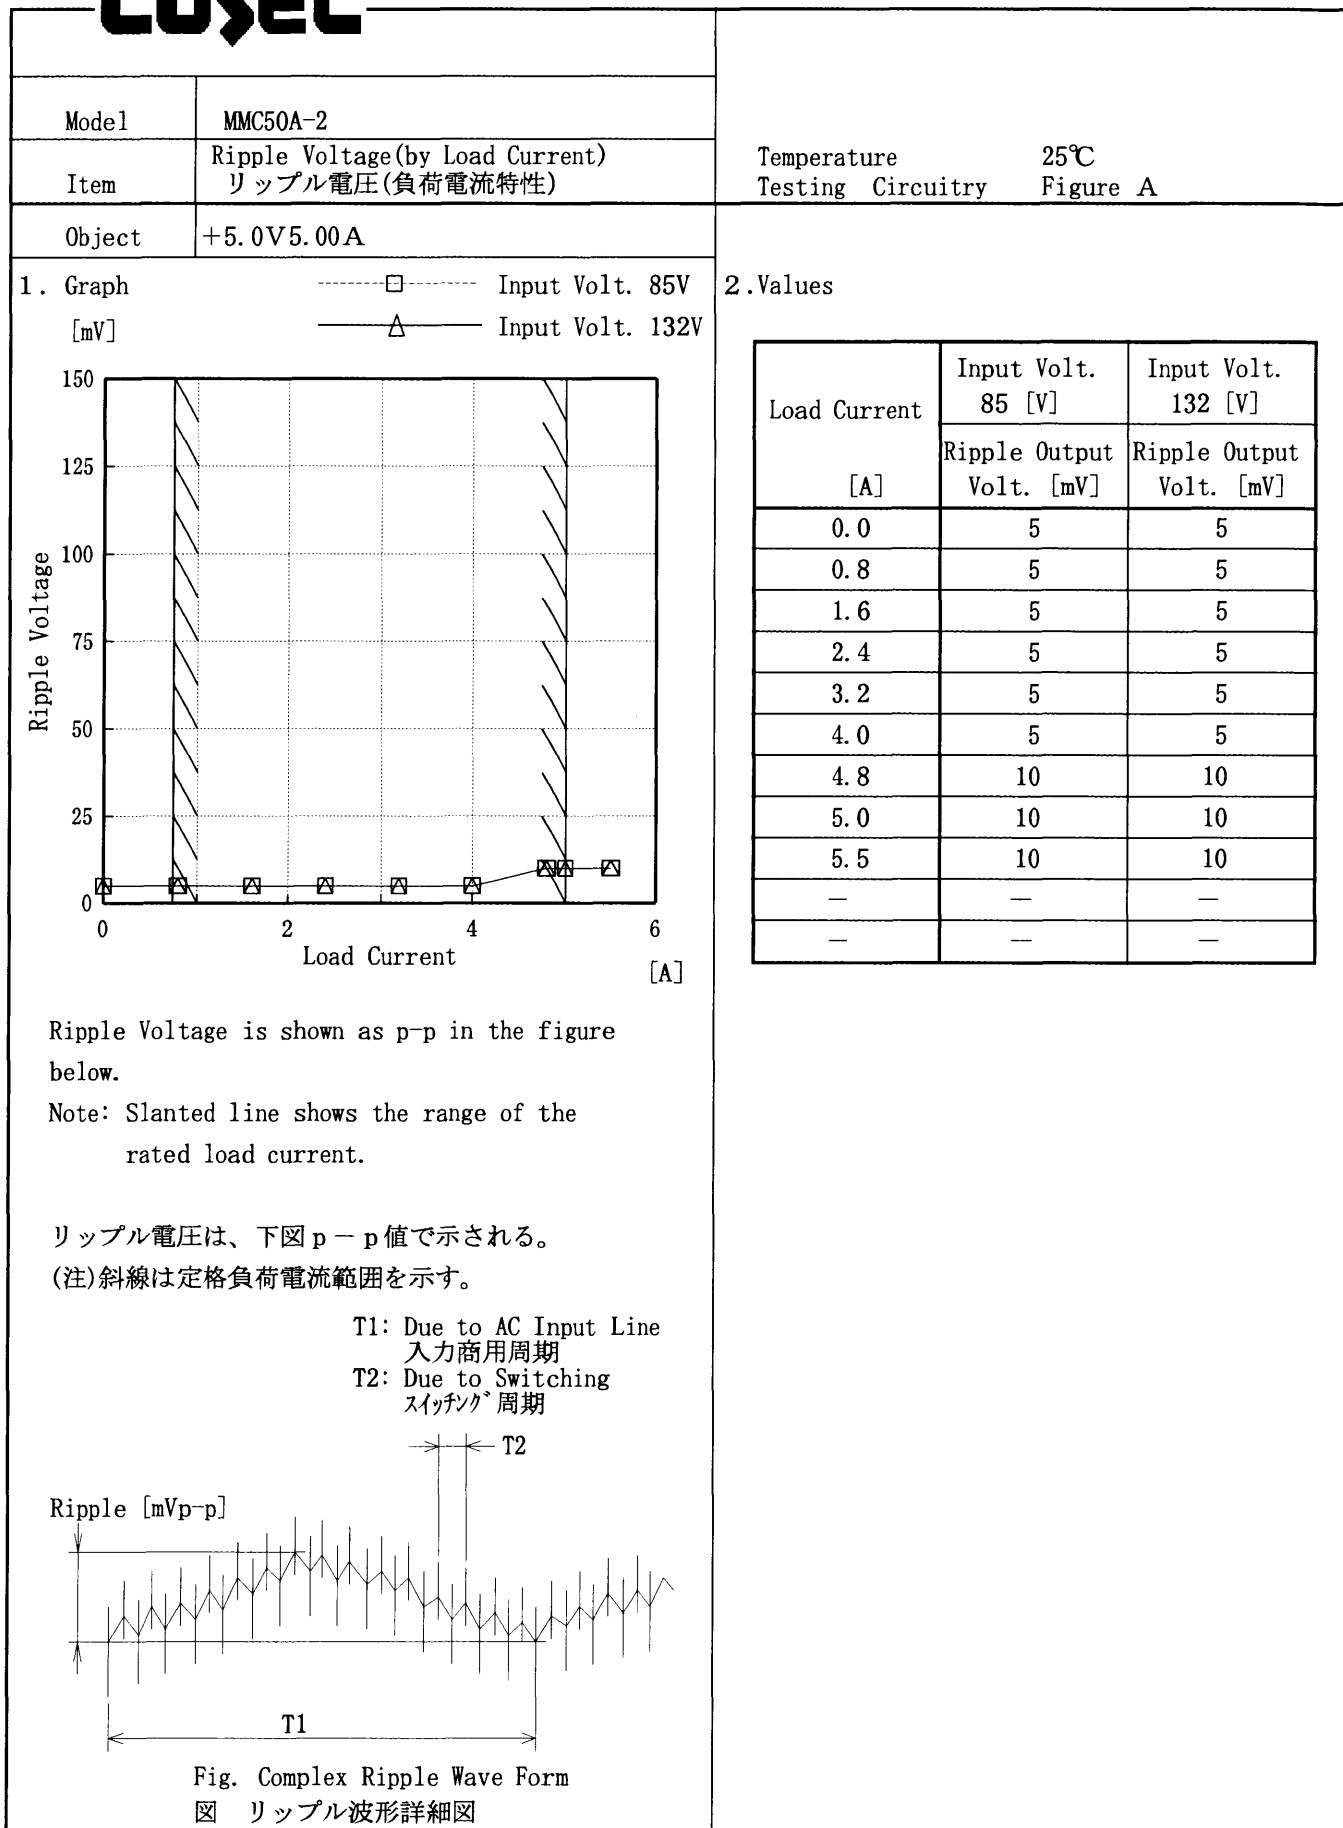 COSEL
Model MMC50A-2
Item Ripple Voltage(by Load Current)
リップル電圧(負荷電流特性)
Temperature 25℃
Testing Circuitry Figure A
Object +5.0V5.00A
1. Graph
[mV]
Input Volt. 85V
Input Volt. 132V
150
125
100
75
50
25
0
Ripple Voltage
0 2 4 6
Load Current
[A]
2.Values
Load Current [A] Input Volt. 85 [V] Input Volt. 132 [V]
Ripple Output Volt. [mV] Ripple Output Volt. [mV]
0.0 5 5
0.8 5 5
1.6 5 5
2.4 5 5
3.2 5 5
4.0 5 5
4.8 10 10
5.0 10 10
5.5 10 10
— — —
— — —
Ripple Voltage is shown as p-p in the figure
below.
Note: Slanted line shows the range of the
rated load current.
リップル電圧は、下図p－p値で示される。
(注)斜線は定格負荷電流範囲を示す。
T1: Due to AC Input Line
入力商用周期
T2: Due to Switching
ｽｲｯﾁﾝｸﾞ周期
T2
Ripple [mVp-p]
T1
Fig. Complex Ripple Wave Form
図 リップル波形詳細図